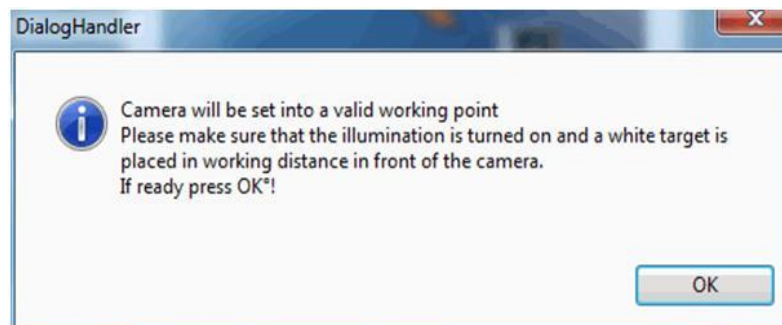 DialogHandler
Camera will be set into a valid working point
Please make sure that the illumination is turned on and a white target is
placed in working distance in front of the camera.
If ready press OK"!
OK